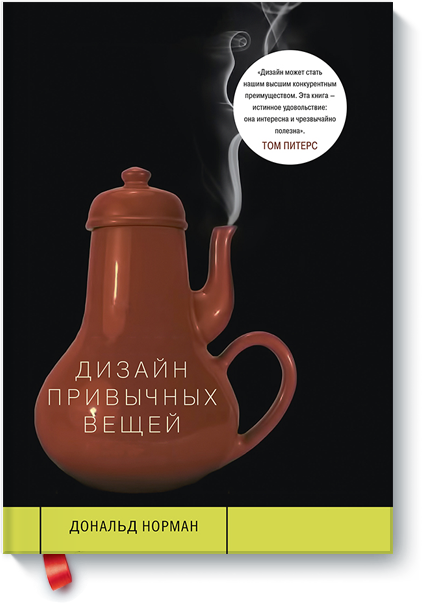 «Дизайн может стать
нашим высшим конкурентным
преимуществом. Эта книга –
истинное удовольствие:
она интересна и чрезвычайно
полезна».
ТОМ ПИТЕРС
ДИЗАЙН
ПРИВЫЧНЫХ
ВЕЩЕЙ
ДОНАЛЬД НОРМАН